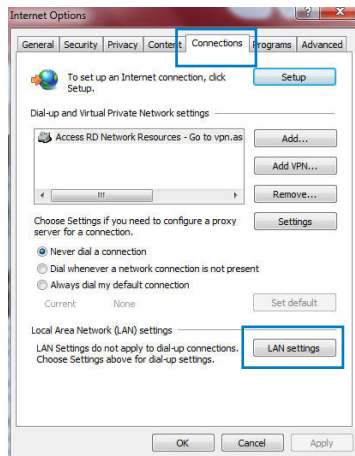 Internet Options
General Security Privacy Content Connections Programs Advanced
To set up an Internet connection, click
Setup.
Setup
Dial-up and Virtual Private Network settings
Access RD Network Resources - Go to vpn.as
Add...
Add VPN...
Remove...
Choose Settings if you need to configure a proxy
server for a connection.
Settings
Never dial a connection
Dial whenever a network connection is not present
Always dial my default connection
Current None
Set default
Local Area Network (LAN) settings
LAN Settings do not apply to dial-up connections.
Choose Settings above for dial-up settings.
LAN settings
OK Cancel Apply